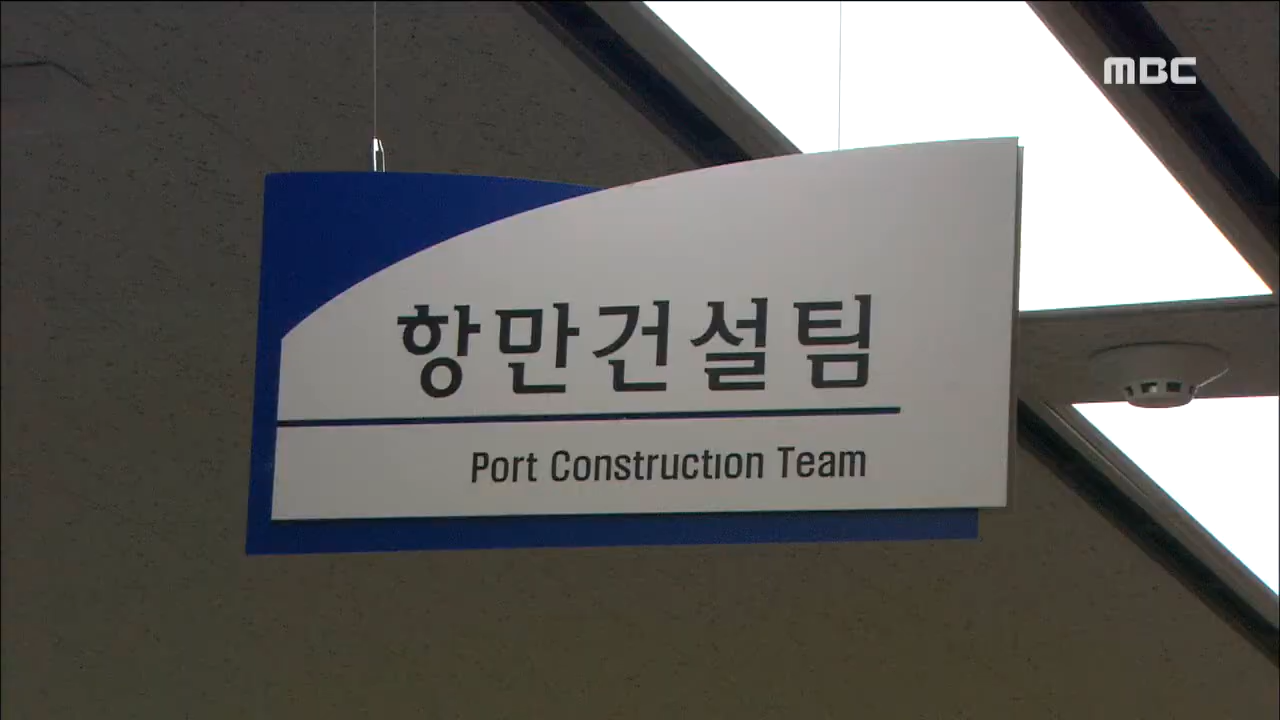 MBC
항만건설팀
Port Construction Team